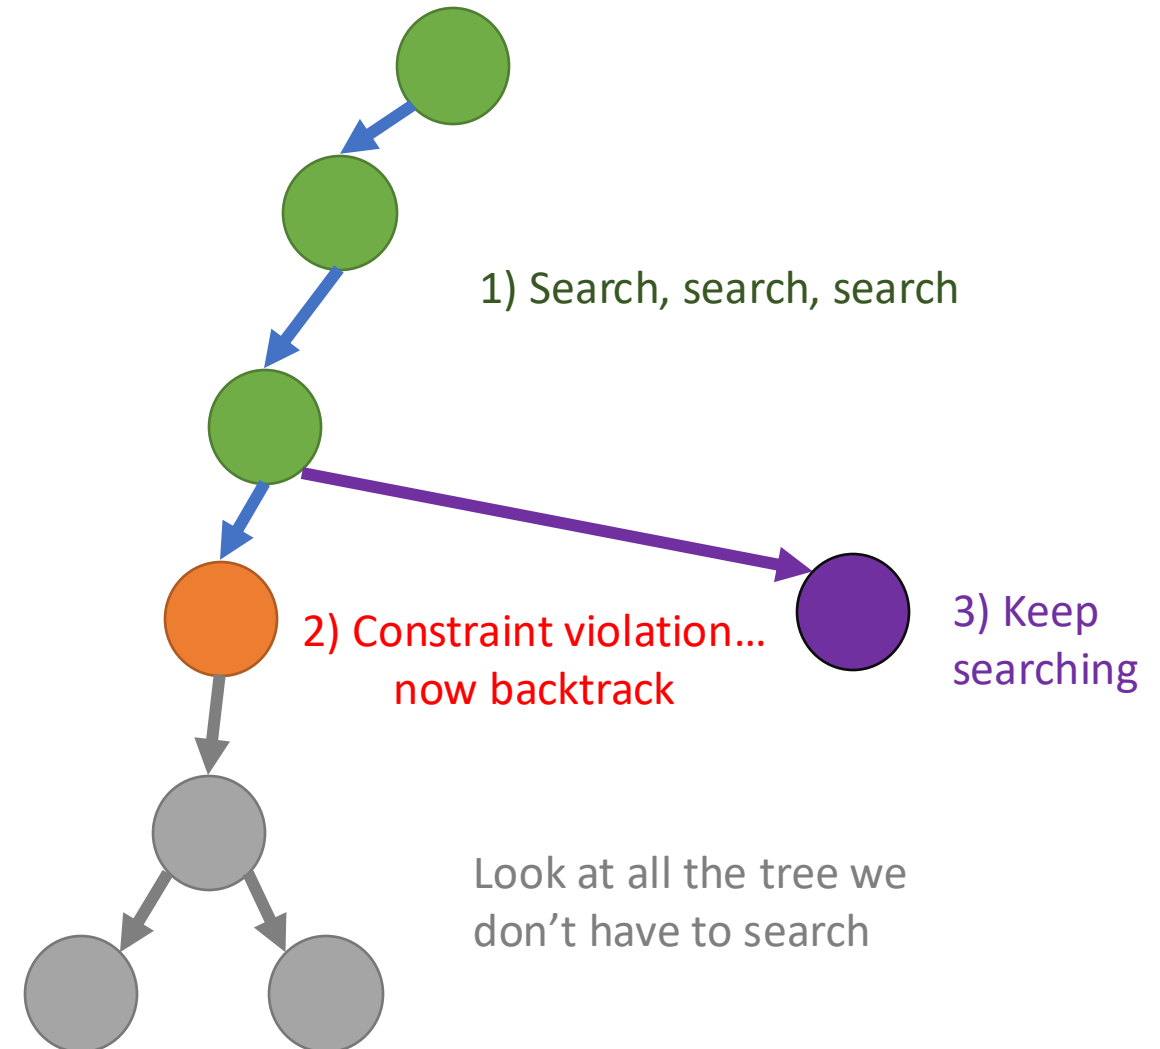 1) Search, search, search
2) Constraint violation…
now backtrack
3) Keep
searching
Look at all the tree we
don’t have to search